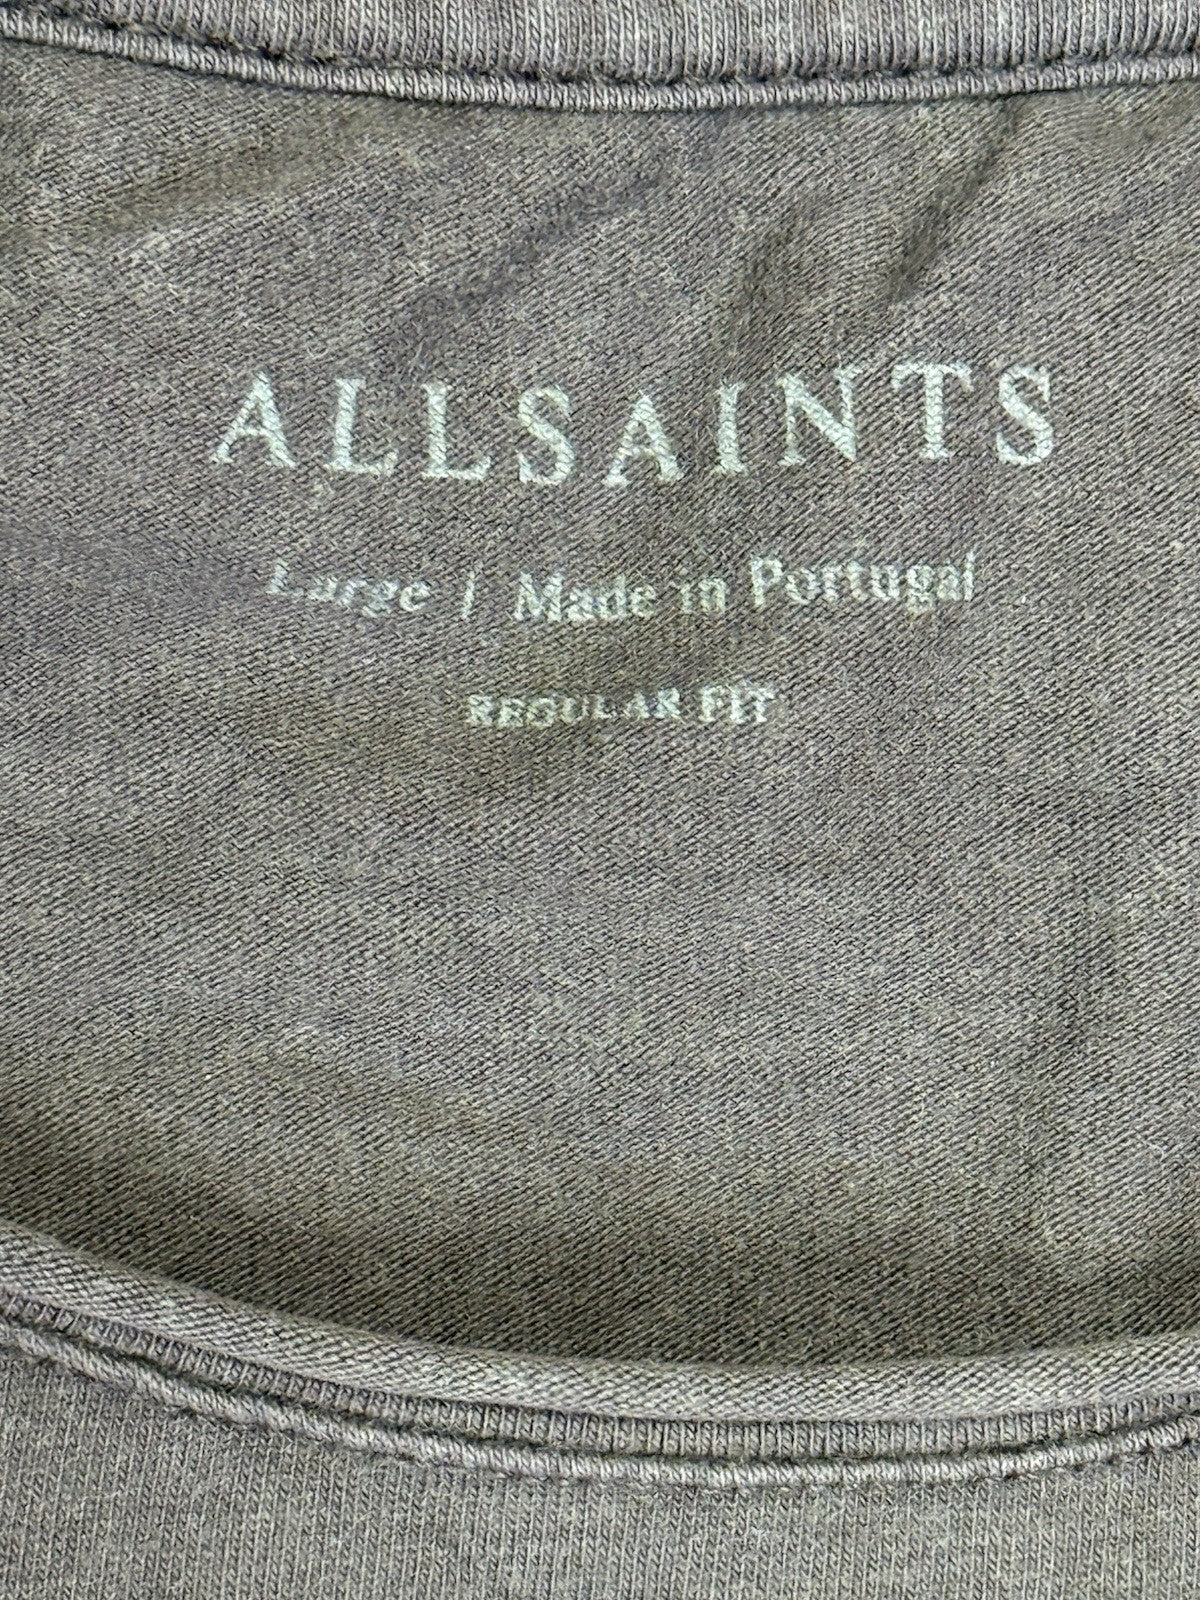 ALLSAINTS
Large | Made in Portugal
REGULAR FIT